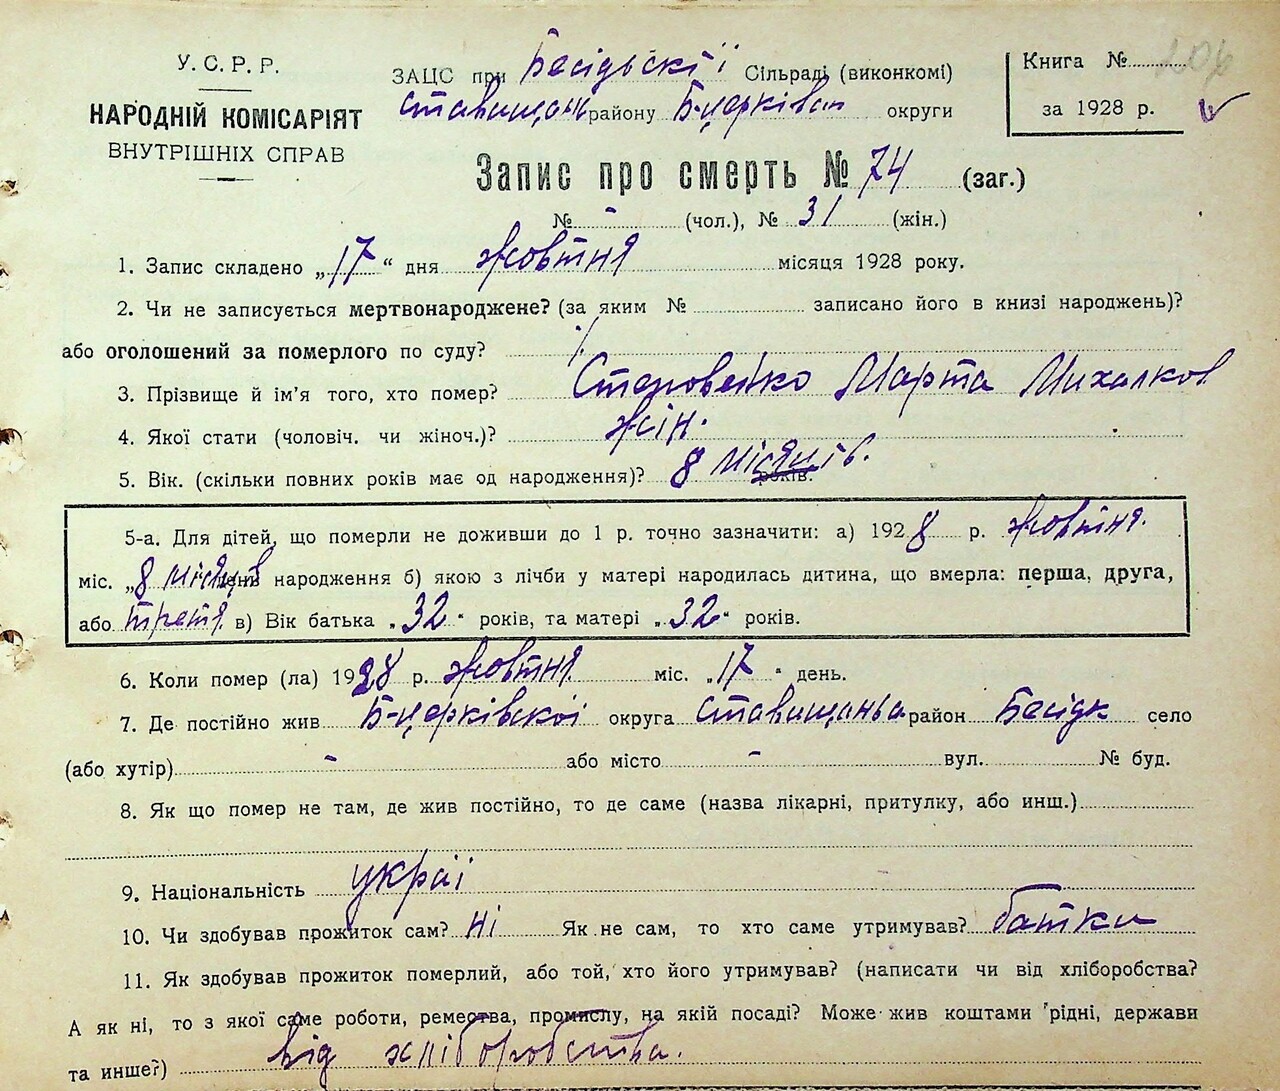 У. С. Р. Р.
НАРОДНІЙ КОМІСАРІЯТ
ВНУТРІШНІХ СПРАВ
ЗАЦС при Бесідьскії Сільраді (виконкомі)
Ставищан району Б-церківськ округи
Книга № 206
за 1928 р.
Запис про смерть № 74 (заг.)
№ - (чол.), № 31 (жін.)
1. Запис складено „17“ дня жовтня місяця 1928 року.
2. Чи не записується мертвонароджене? (за яким № записано його в книзі народжень)?
або оголошений за померлого по суду?
3. Прізвище й ім'я того, хто помер? Марта Михалков
4. Якої стати (чоловіч. чи жіноч.)? жін.
5. Вік. (скільки повних років має од народження)? 8 місяців. років.
5-а. Для дітей, що померли не доживши до 1 р. точно зазначити: а) 1928 р. жовтня.
міс. „8 місяців день народження б) якою з лічби у матері народилась дитина, що вмерла: перша, друга,
або третя в) Вік батька „32“ років, та матері „32“ років.
6. Коли помер (ла) 1928 р. жовтня міс. „17“ день.
7. Де постійно жив Б-церківскої округа Ставищаньа район Бесідк село
(або хутір) - або місто - вул. № буд.
8. Як що помер не там, де жив постійно, то де саме (назва лікарні, притулку, або инш.)
9. Національність украї
10. Чи здобував прожиток сам? ні Як не сам, то хто саме утримував? батки
11. Як здобував прожиток померлий, або той, хто його утримував? (написати чи від хліборобства?
А як ні, то з якої саме роботи, ремества, промислу, на якій посаді? Може жив коштами рідні, держави
та инше?) від хліборобства.